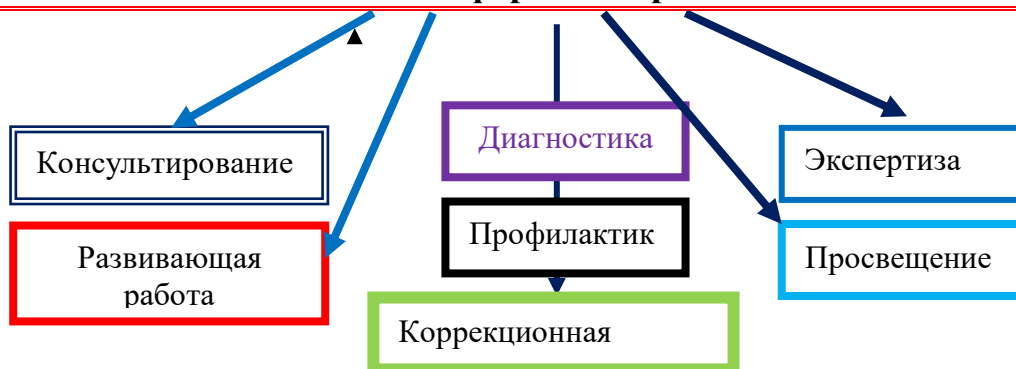 Консультирование
Диагностика
Экспертиза
Развивающая
работа
Профилактик
Просвещение
Коррекционная